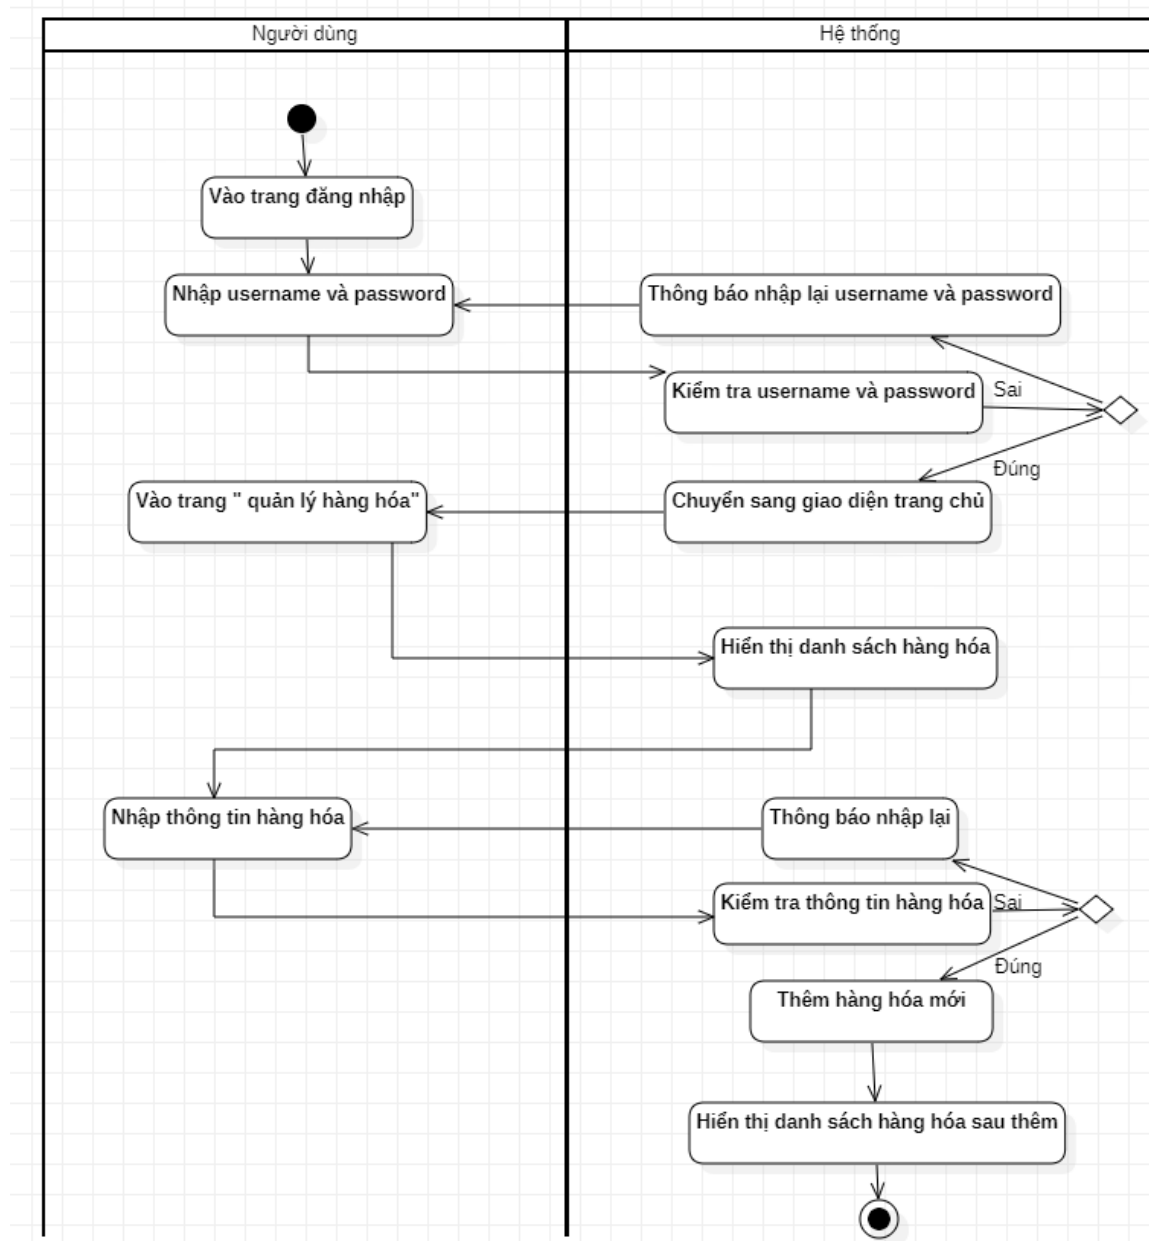 Người dùng
Hệ thống
Vào trang đăng nhập
Nhập username và password
Thông báo nhập lại username và password
Kiểm tra username và password
Sai
Đúng
Vào trang " quản lý hàng hóa"
Chuyển sang giao diện trang chủ
Hiển thị danh sách hàng hóa
Nhập thông tin hàng hóa
Thông báo nhập lại
Kiểm tra thông tin hàng hóa
Sai
Đúng
Thêm hàng hóa mới
Hiển thị danh sách hàng hóa sau thêm